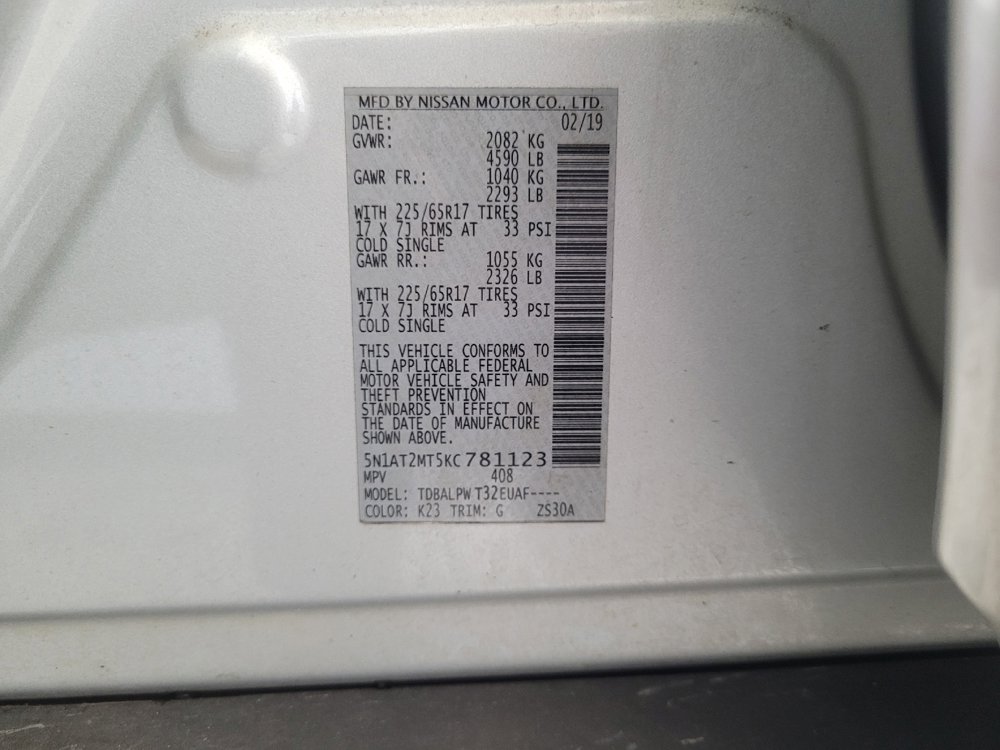 MFD BY NISSAN MOTOR CO., LTD.
DATE: 02/19
GVWR: 2082 KG
4590 LB
GAWR FR.: 1040 KG
2293 LB
WITH 225/65R17 TIRES
17 X 7J RIMS AT 33 PSI
COLD SINGLE
GAWR RR.: 1055 KG
2326 LB
WITH 225/65R17 TIRES
17 X 7J RIMS AT 33 PSI
COLD SINGLE
THIS VEHICLE CONFORMS TO
ALL APPLICABLE FEDERAL
MOTOR VEHICLE SAFETY AND
THEFT PREVENTION
STANDARDS IN EFFECT ON
THE DATE OF MANUFACTURE
SHOWN ABOVE.
5N1AT2MT5KC781123
MPV 408
MODEL: TDBALPW T32EUAF----
COLOR: K23 TRIM: G ZS30A